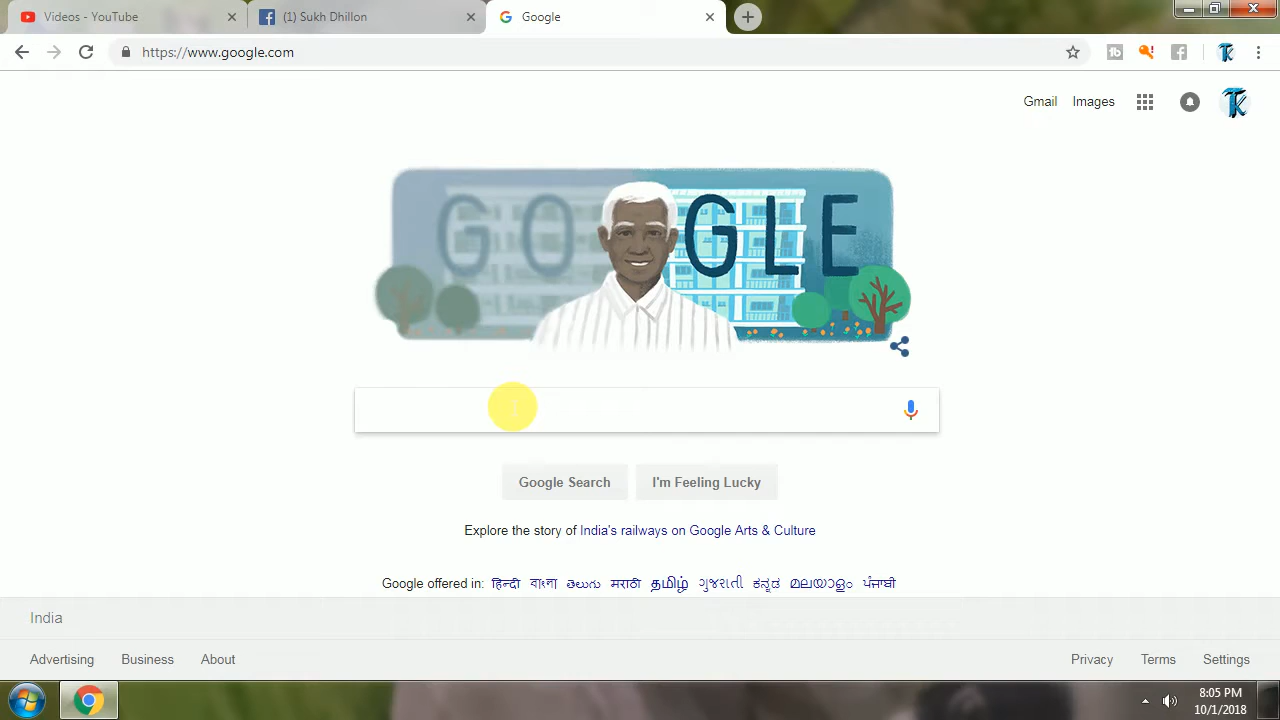 Videos - YouTube
(1) Sukh Dhillon
Google
https://www.google.com
Gmail Images
GOOGLE
Google Search
I'm Feeling Lucky
Explore the story of India's railways on Google Arts & Culture
Google offered in: हिन्दी বাংলা తెలుగు मराठी தமிழ் ગુજરાતી ಕನ್ನಡ മലയാളം ਪੰਜਾਬੀ
India
Advertising Business About
Privacy Terms Settings
8:05 PM
10/1/2018